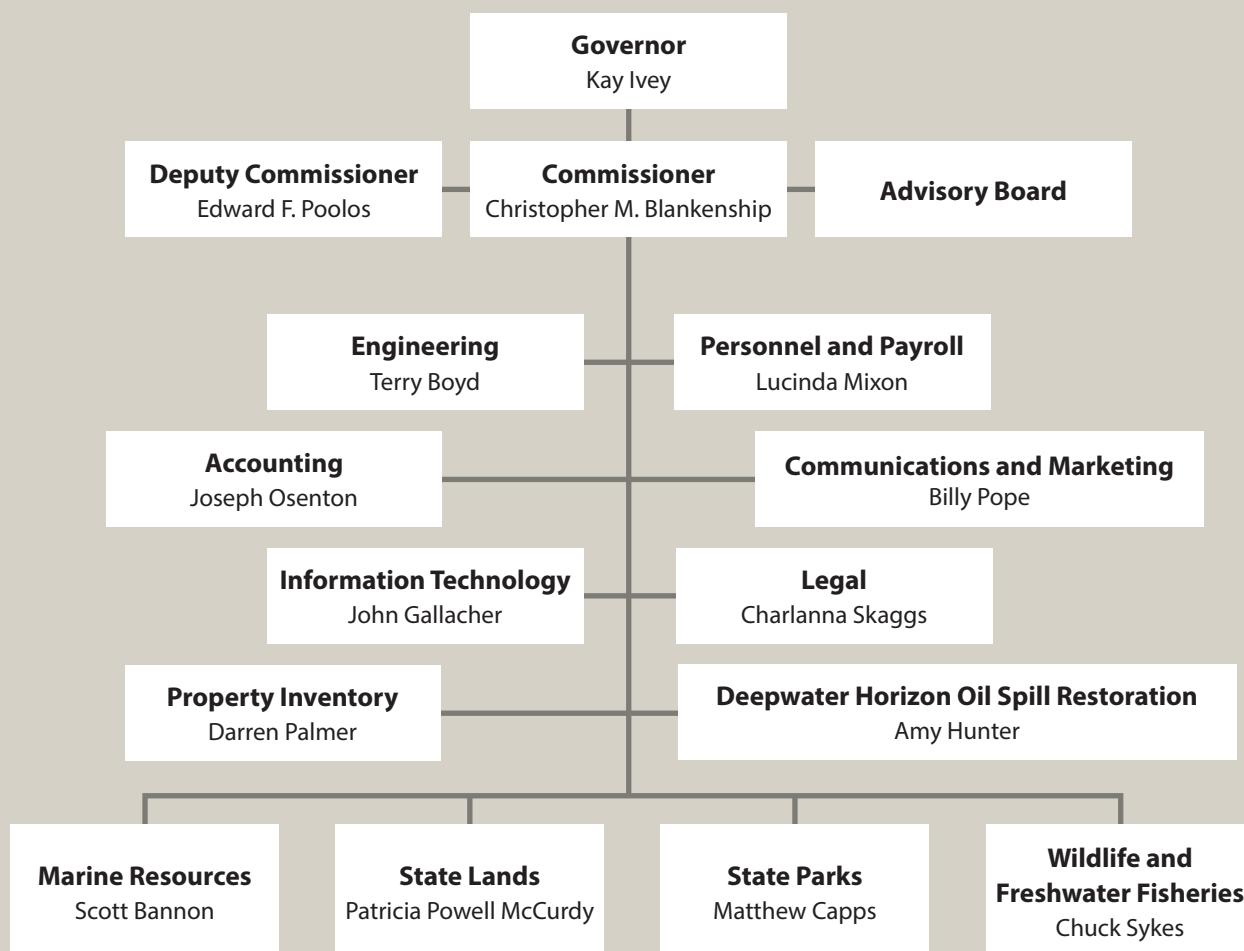 Governor
Kay Ivey
Deputy Commissioner
Edward F. Poolos
Commissioner
Christopher M. Blankenship
Advisory Board
Engineering
Terry Boyd
Personnel and Payroll
Lucinda Mixon
Accounting
Joseph Osenton
Communications and Marketing
Billy Pope
Information Technology
John Gallacher
Legal
Charlanna Skaggs
Property Inventory
Darren Palmer
Deepwater Horizon Oil Spill Restoration
Amy Hunter
Marine Resources
Scott Bannon
State Lands
Patricia Powell McCurdy
State Parks
Matthew Capps
Wildlife and
Freshwater Fisheries
Chuck Sykes